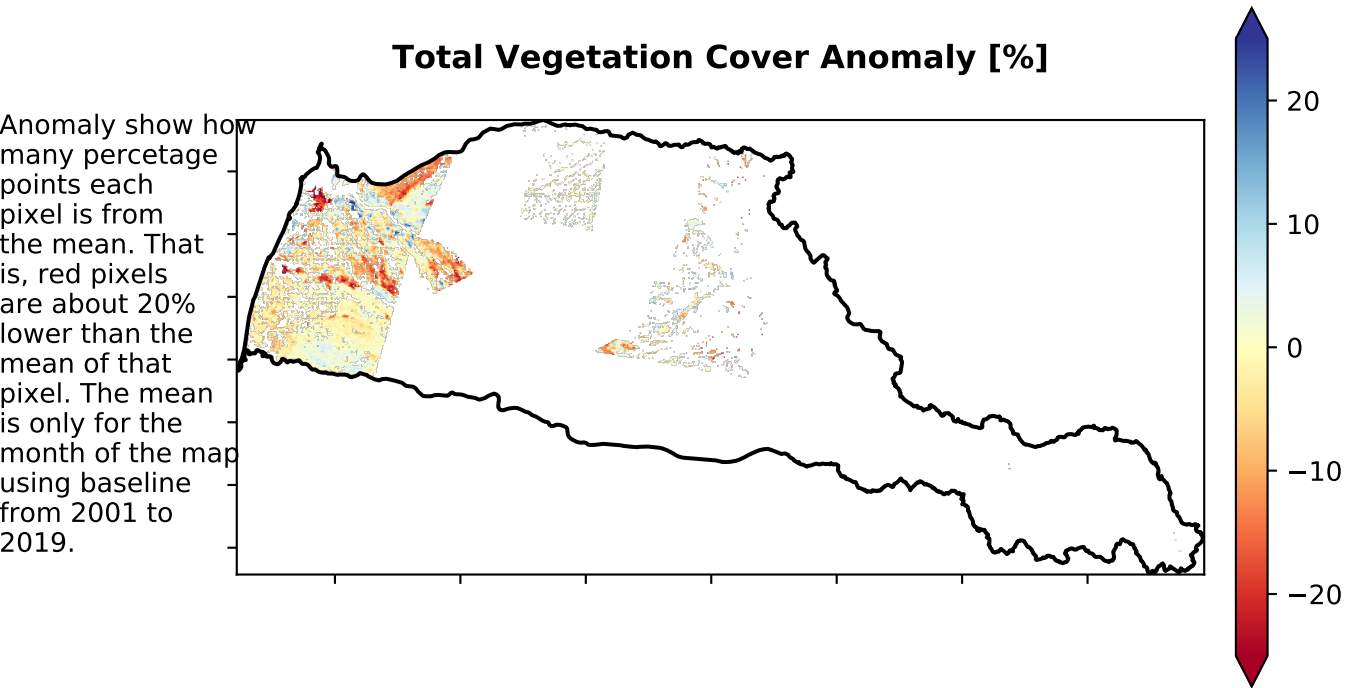 Total Vegetation Cover Anomaly [%]
Anomaly show how
many percetage
points each
pixel is from
the mean. That
is, red pixels
are about 20%
lower than the
mean of that
pixel. The mean
is only for the
month of the map
using baseline
from 2001 to
2019.
20
10
0
−10
−20